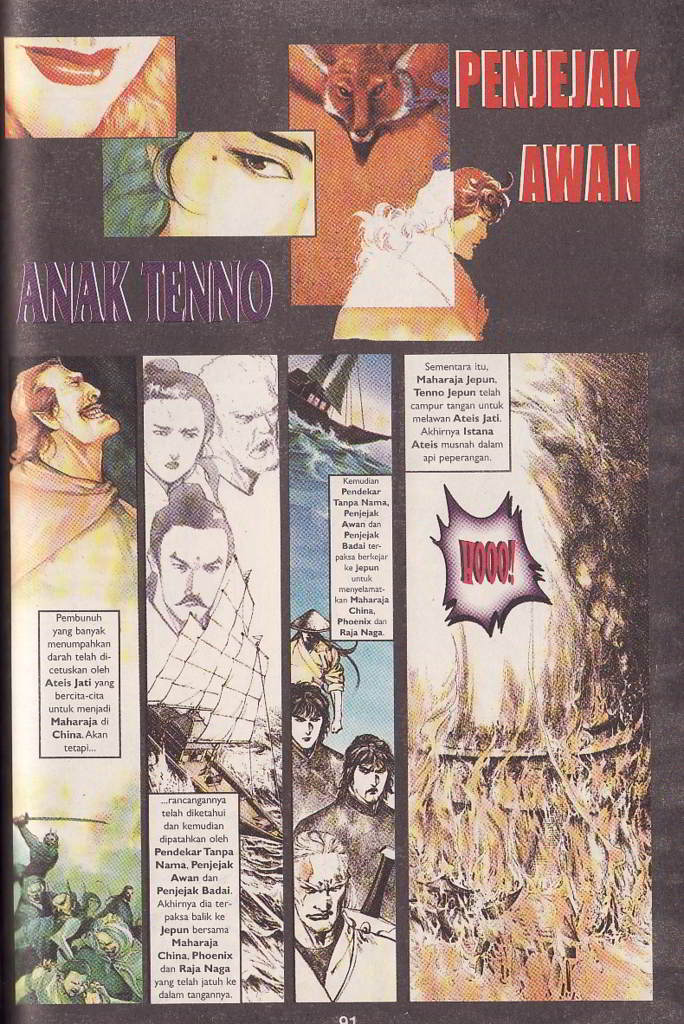 PENJEJAK
AWAN
ANAK TENNO
Pembunuh
yang banyak
menumpahkan
darah telah di-
cetuskan oleh
Ateis Jati yang
bercita-cita
untuk menjadi
Maharaja di
China. Akan
tetapi...
...rancangannya
telah diketahui
dan kemudian
dipatahkan oleh
Pendekar Tanpa
Nama, Penjejak
Awan dan
Penjejak Badai.
Akhirnya dia ter-
paksa balik ke
Jepun bersama
Maharaja
China, Phoenix
dan Raja Naga
yang telah jatuh ke
dalam tangannya.
Kemudian
Pendekar
Tanpa Nama,
Penjejak
Awan dan
Penjejak
Badai ter-
paksa berkejar
ke Jepun
untuk
menyelamat-
kan Maharaja
China,
Phoenix dan
Raja Naga.
Sementara itu,
Maharaja Jepun,
Tenno Jepun telah
campur tangan untuk
melawan Ateis Jati.
Akhirnya Istana
Ateis musnah dalam
api peperangan.
!!OOO!
91